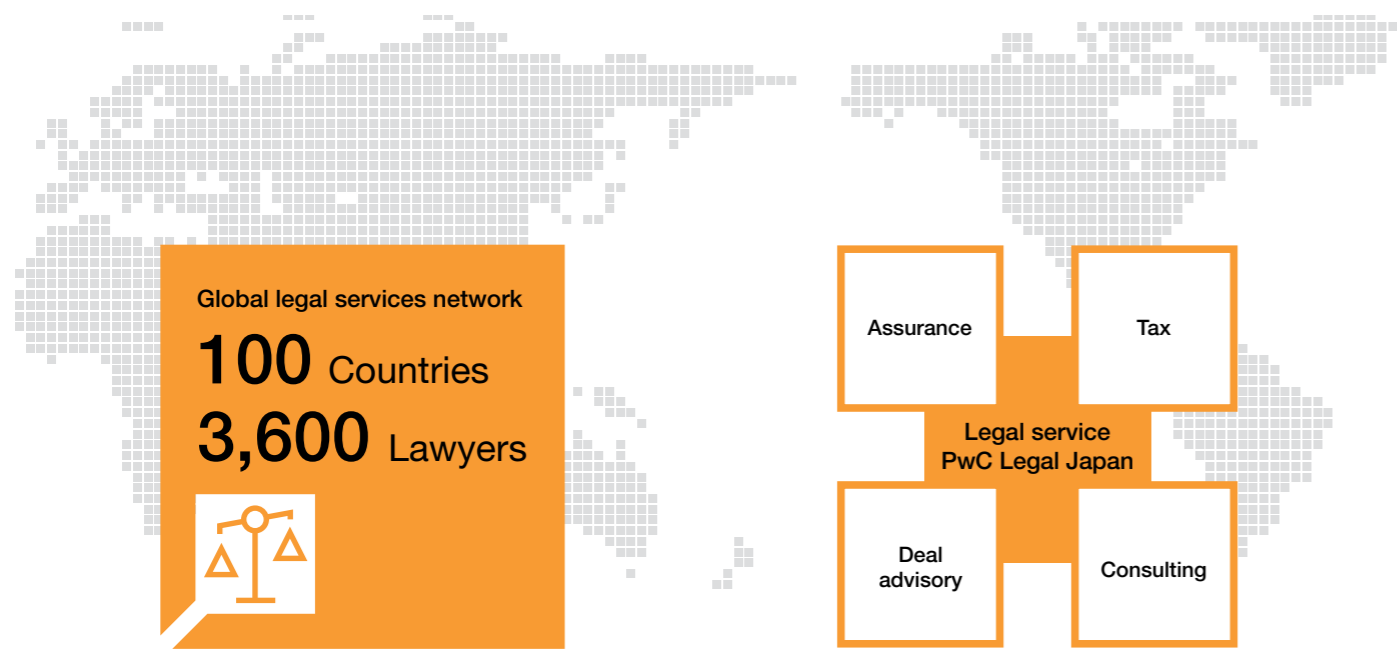 Global legal services network
100 Countries
3,600 Lawyers
Assurance
Tax
Legal service
PwC Legal Japan
Deal
advisory
Consulting